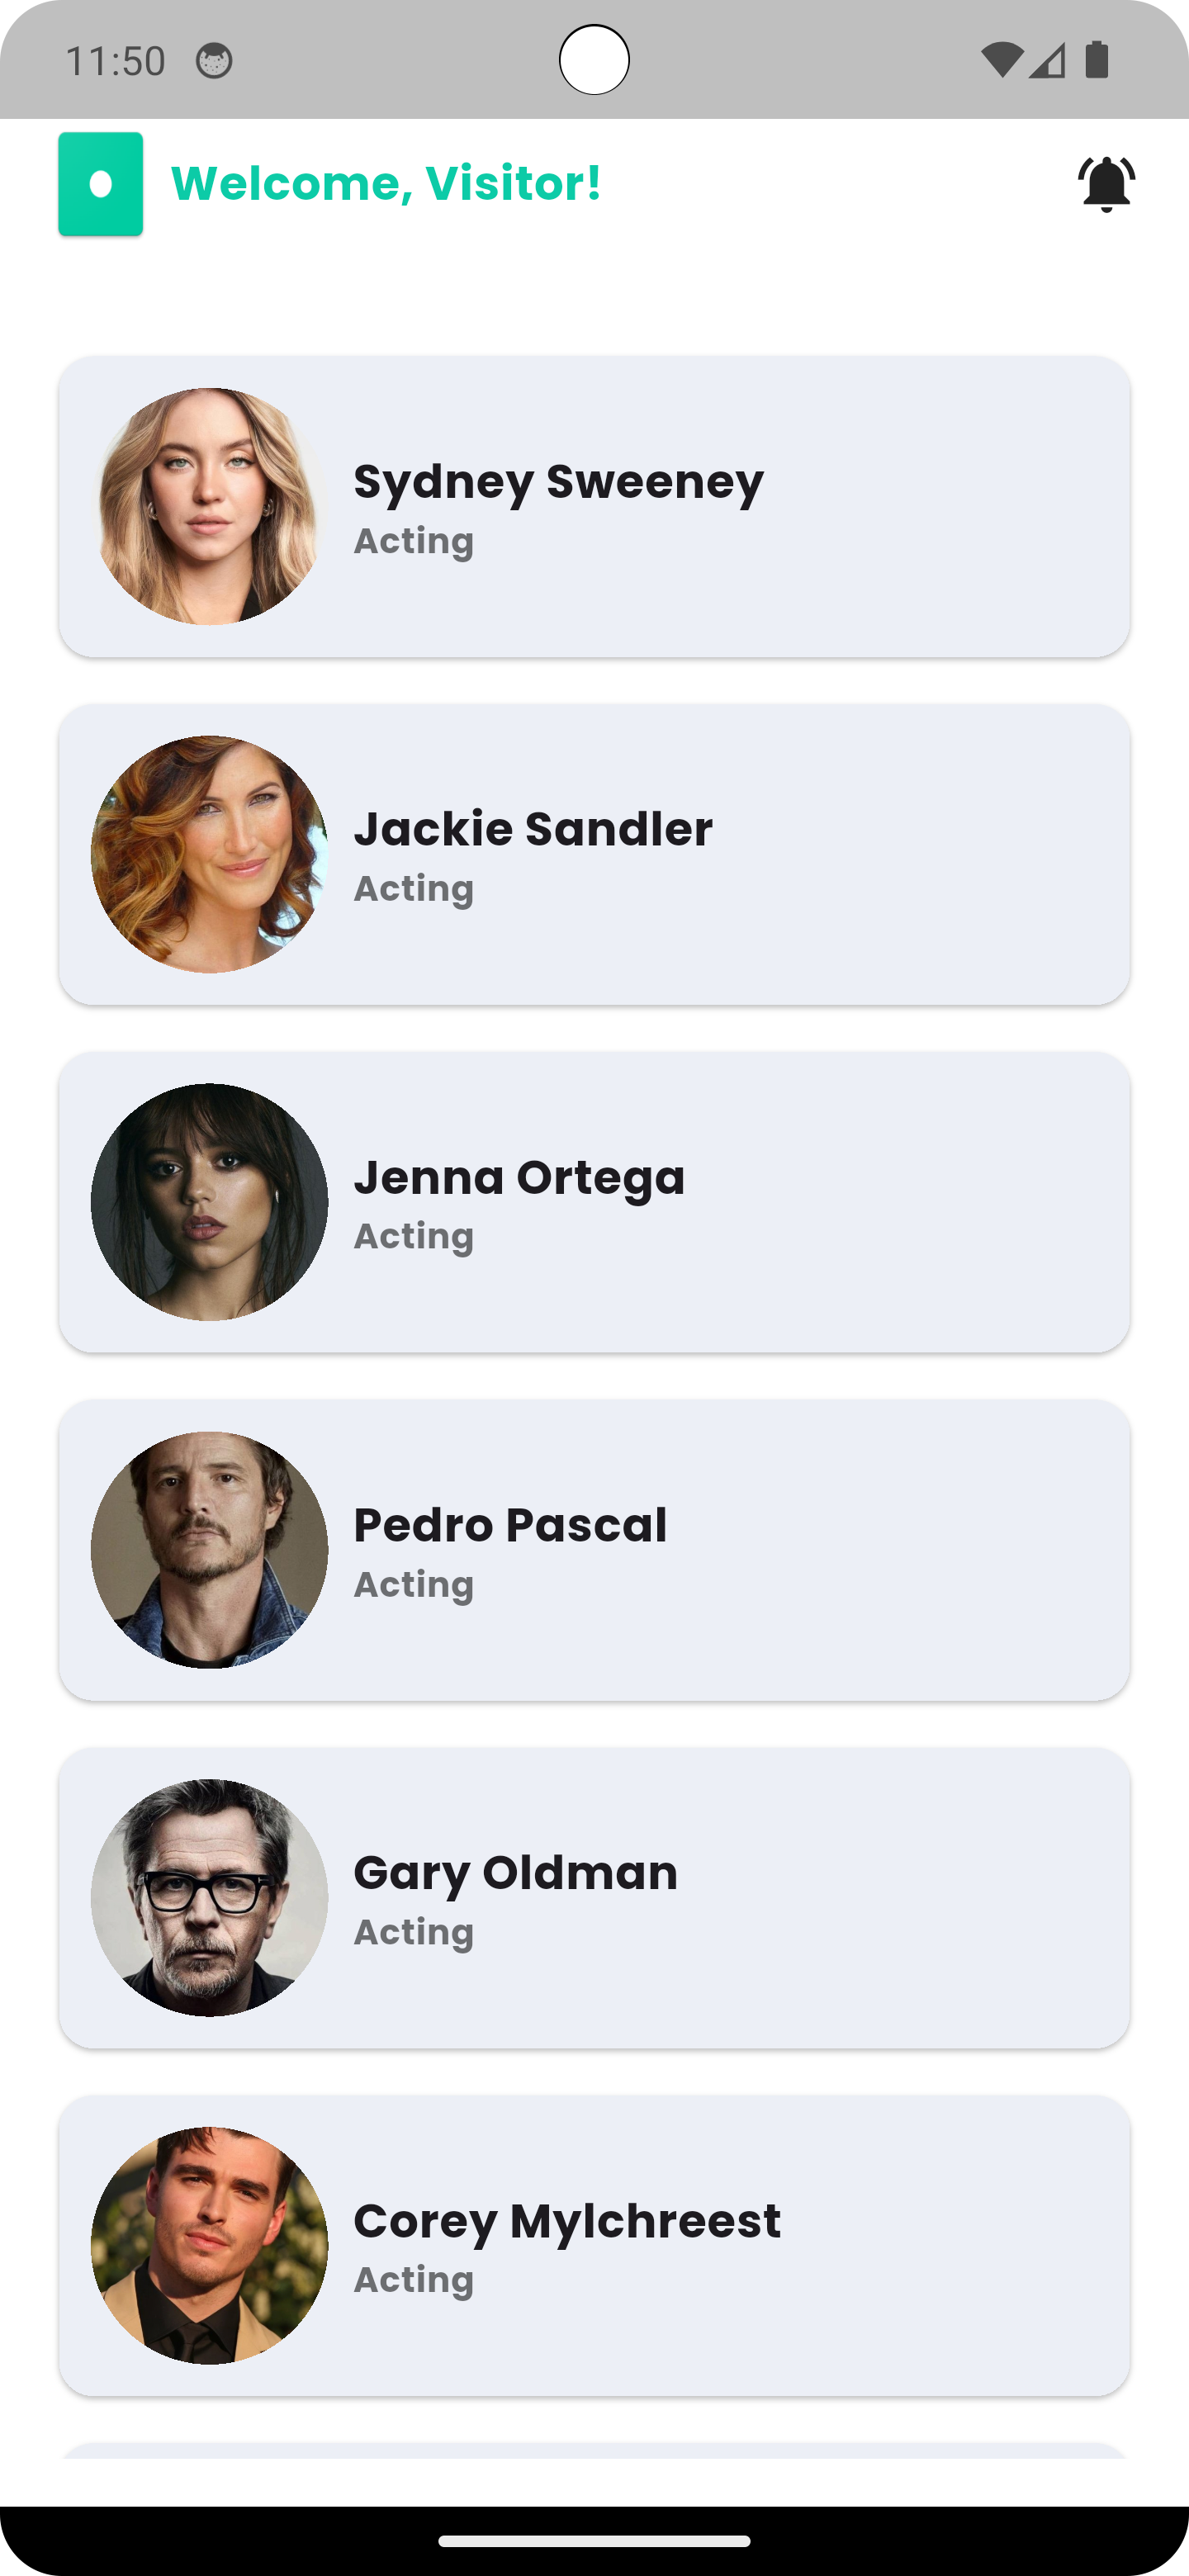 11:50
Welcome, Visitor!
Sydney Sweeney
Acting
Jackie Sandler
Acting
Jenna Ortega
Acting
Pedro Pascal
Acting
Gary Oldman
Acting
Corey Mylchreest
Acting